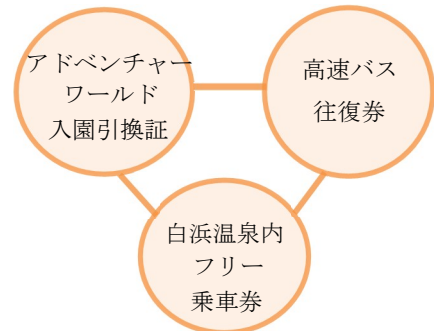 アドベンチャー
ワールド
入園引換証
高速バス
往復券
白浜温泉内
フリー
乗車券